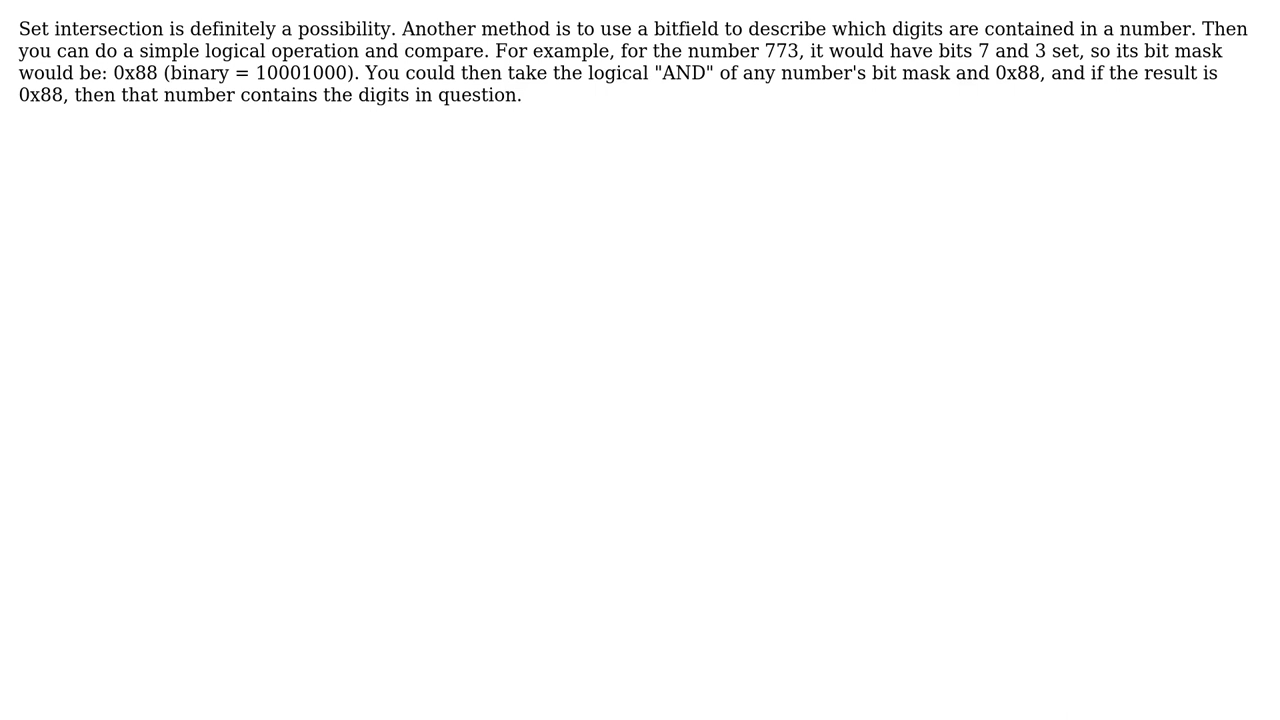 Set intersection is definitely a possibility. Another method is to use a bitfield to describe which digits are contained in a number. Then
you can do a simple logical operation and compare. For example, for the number 773, it would have bits 7 and 3 set, so its bit mask
would be: 0x88 (binary = 10001000). You could then take the logical "AND" of any number's bit mask and 0x88, and if the result is
0x88, then that number contains the digits in question.